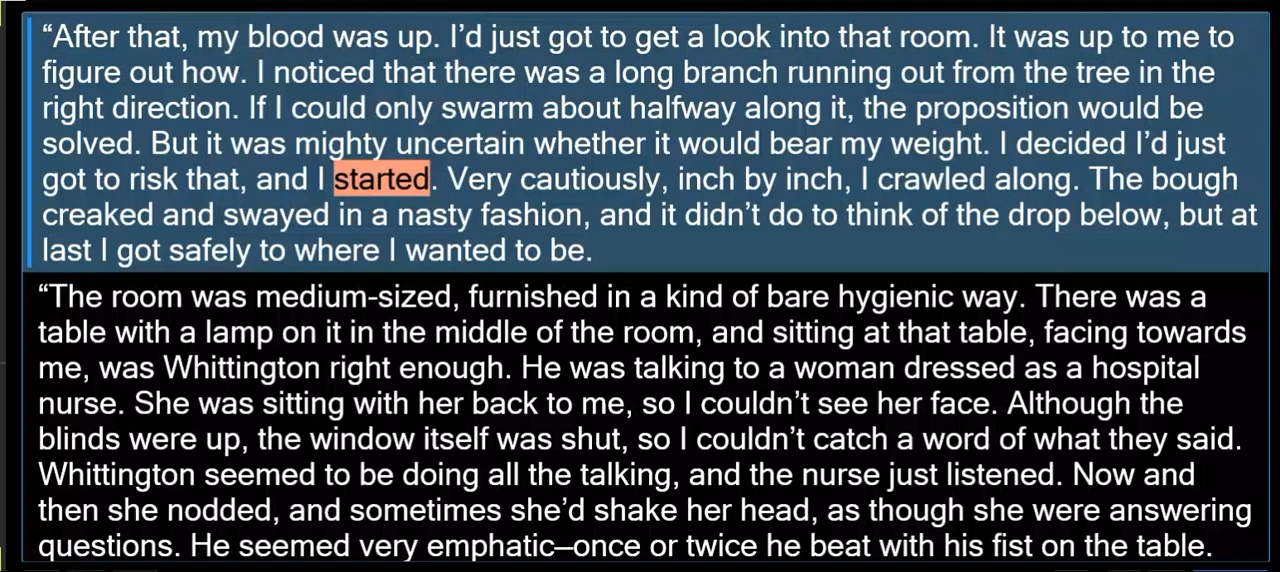 “After that, my blood was up. I’d just got to get a look into that room. It was up to me to
figure out how. I noticed that there was a long branch running out from the tree in the
right direction. If I could only swarm about halfway along it, the proposition would be
solved. But it was mighty uncertain whether it would bear my weight. I decided I’d just
got to risk that, and I started. Very cautiously, inch by inch, I crawled along. The bough
creaked and swayed in a nasty fashion, and it didn’t do to think of the drop below, but at
last I got safely to where I wanted to be.
“The room was medium-sized, furnished in a kind of bare hygienic way. There was a
table with a lamp on it in the middle of the room, and sitting at that table, facing towards
me, was Whittington right enough. He was talking to a woman dressed as a hospital
nurse. She was sitting with her back to me, so I couldn’t see her face. Although the
blinds were up, the window itself was shut, so I couldn’t catch a word of what they said.
Whittington seemed to be doing all the talking, and the nurse just listened. Now and
then she nodded, and sometimes she’d shake her head, as though she were answering
questions. He seemed very emphatic—once or twice he beat with his fist on the table.